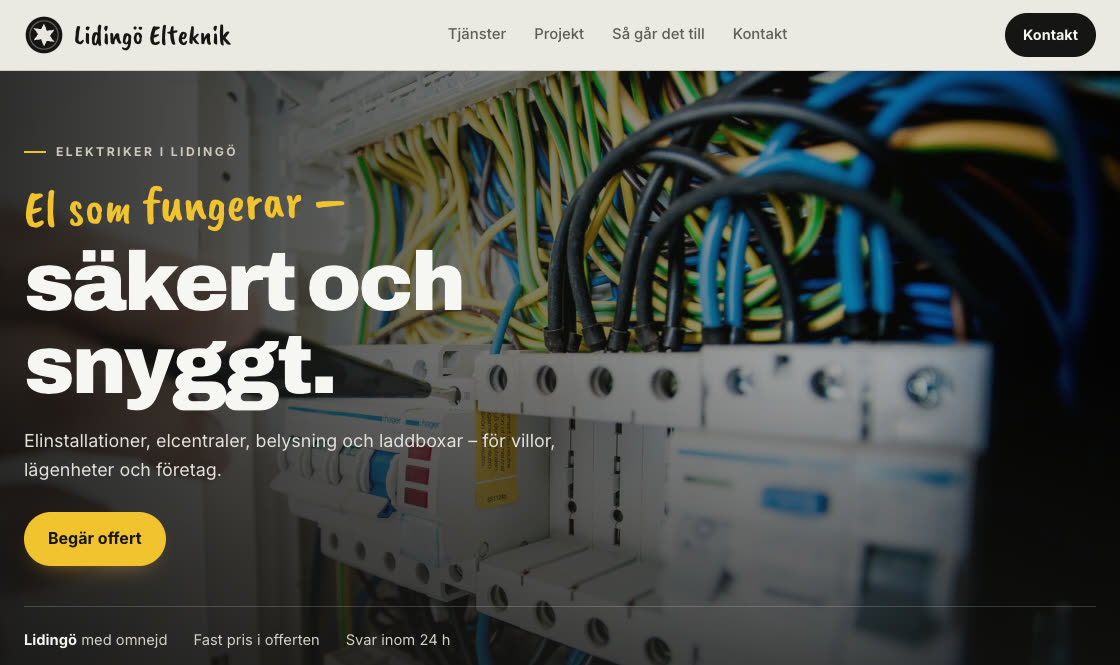 Lidingö Elteknik
Tjänster
Projekt
Så går det till
Kontakt
Kontakt
ELEKTRIKER I LIDINGÖ
El som fungerar –
säkert och
snyggt.
Elinstallationer, elcentraler, belysning och laddboxar – för villor,
lägenheter och företag.
Begär offert
Lidingö med omnejd
Fast pris i offerten
Svar inom 24 h
hager
hager